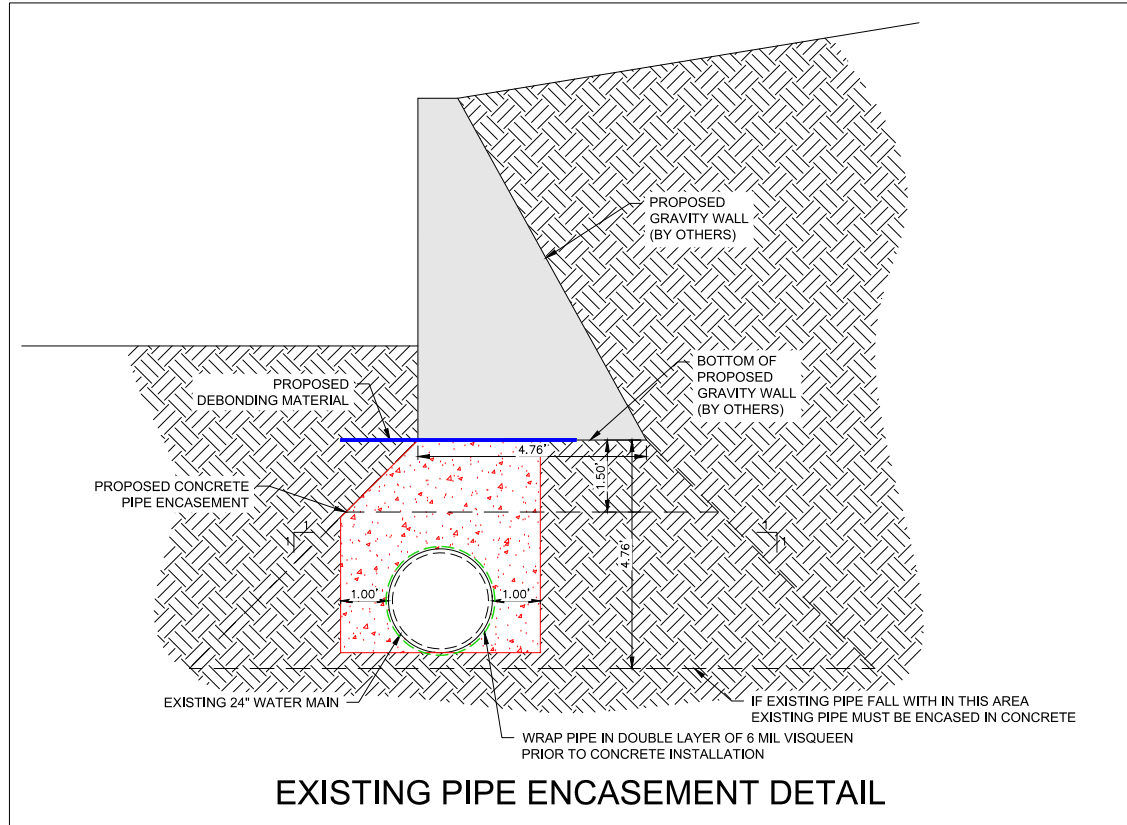 PROPOSED
GRAVITY WALL
(BY OTHERS)
BOTTOM OF
PROPOSED
GRAVITY WALL
(BY OTHERS)
PROPOSED
DEBONDING MATERIAL
4.76'
1.50'
PROPOSED CONCRETE
PIPE ENCASEMENT
1
1
1
1
4.76'
1.00'
1.00'
EXISTING 24" WATER MAIN
IF EXISTING PIPE FALL WITH IN THIS AREA
EXISTING PIPE MUST BE ENCASED IN CONCRETE
WRAP PIPE IN DOUBLE LAYER OF 6 MIL VISQUEEN
PRIOR TO CONCRETE INSTALLATION
EXISTING PIPE ENCASEMENT DETAIL